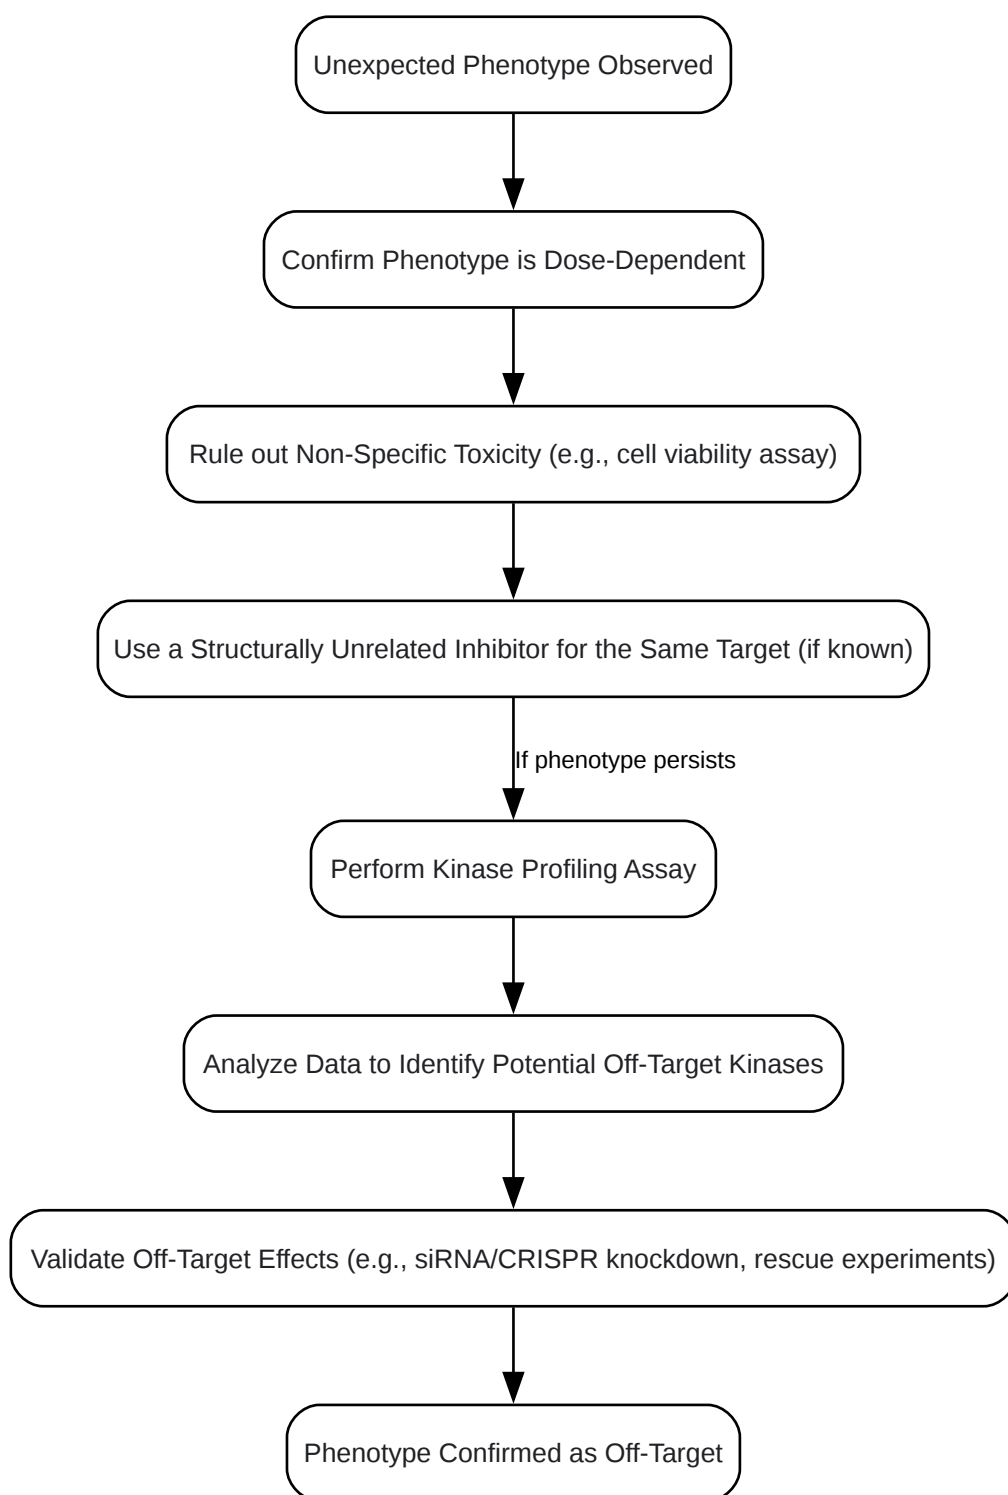 Unexpected Phenotype Observed
Confirm Phenotype is Dose-Dependent
Rule out Non-Specific Toxicity (e.g., cell viability assay)
Use a Structurally Unrelated Inhibitor for the Same Target (if known)
If phenotype persists
Perform Kinase Profiling Assay
Analyze Data to Identify Potential Off-Target Kinases
Validate Off-Target Effects (e.g., siRNA/CRISPR knockdown, rescue experiments)
Phenotype Confirmed as Off-Target